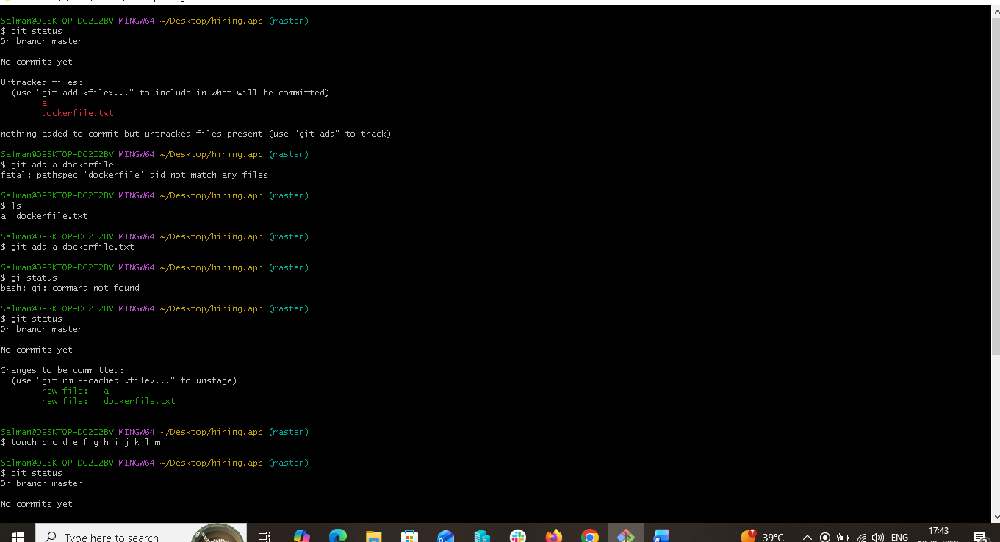 Salman@DESKTOP-DC2I2BV MINGW64 ~/Desktop/hiring.app (master)
$ git status
On branch master
No commits yet
Untracked files:
  (use "git add <file>..." to include in what will be committed)
        a
        dockerfile.txt
nothing added to commit but untracked files present (use "git add" to track)
Salman@DESKTOP-DC2I2BV MINGW64 ~/Desktop/hiring.app (master)
$ git add a dockerfile
fatal: pathspec 'dockerfile' did not match any files
Salman@DESKTOP-DC2I2BV MINGW64 ~/Desktop/hiring.app (master)
$ ls
a  dockerfile.txt
Salman@DESKTOP-DC2I2BV MINGW64 ~/Desktop/hiring.app (master)
$ git add a dockerfile.txt
Salman@DESKTOP-DC2I2BV MINGW64 ~/Desktop/hiring.app (master)
$ gi status
bash: gi: command not found
Salman@DESKTOP-DC2I2BV MINGW64 ~/Desktop/hiring.app (master)
$ git status
On branch master
No commits yet
Changes to be committed:
  (use "git rm --cached <file>..." to unstage)
        new file:   a
        new file:   dockerfile.txt
Salman@DESKTOP-DC2I2BV MINGW64 ~/Desktop/hiring.app (master)
$ touch b c d e f g h i j k l m
Salman@DESKTOP-DC2I2BV MINGW64 ~/Desktop/hiring.app (master)
$ git status
On branch master
No commits yet
Type here to search
7
39°C
ENG
17:43